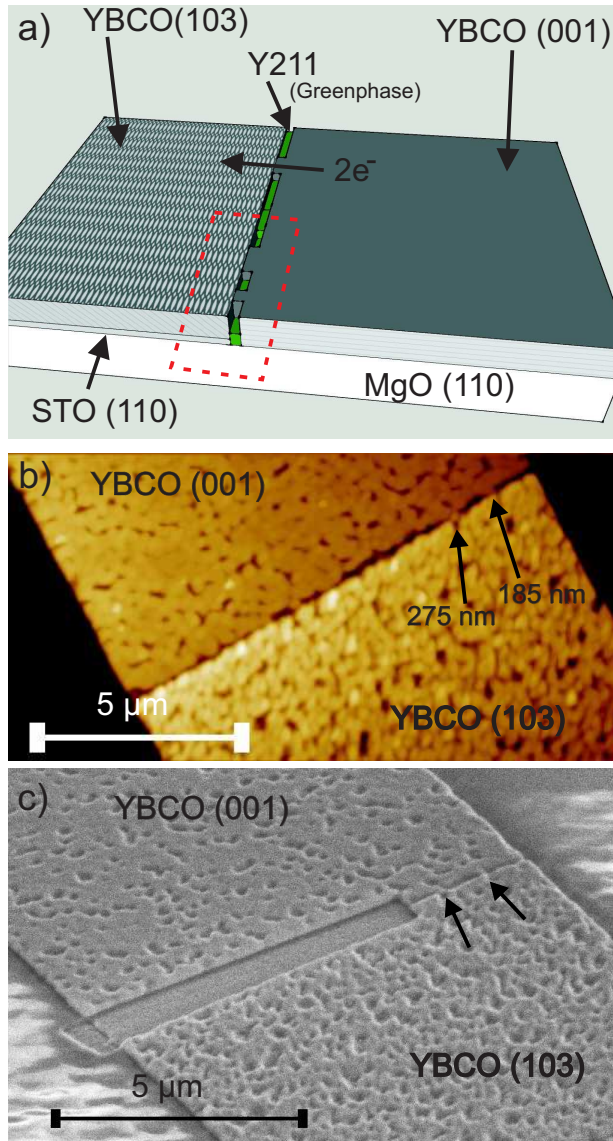 a)
YBCO(103)
YBCO (001)
Y211
(Greenphase)
2e⁻
STO (110)
MgO (110)
b)
YBCO (001)
185 nm
275 nm
5 µm
YBCO (103)
c)
YBCO (001)
YBCO (103)
5 µm